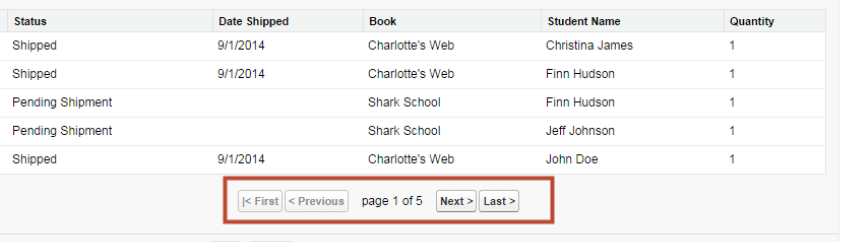 Status Date Shipped Book Student Name Quantity
Shipped 9/1/2014 Charlotte's Web Christina James 1
Shipped 9/1/2014 Charlotte's Web Finn Hudson 1
Pending Shipment Shark School Finn Hudson 1
Pending Shipment Shark School Jeff Johnson 1
Shipped 9/1/2014 Charlotte's Web John Doe 1
|< First < Previous page 1 of 5 Next > Last >